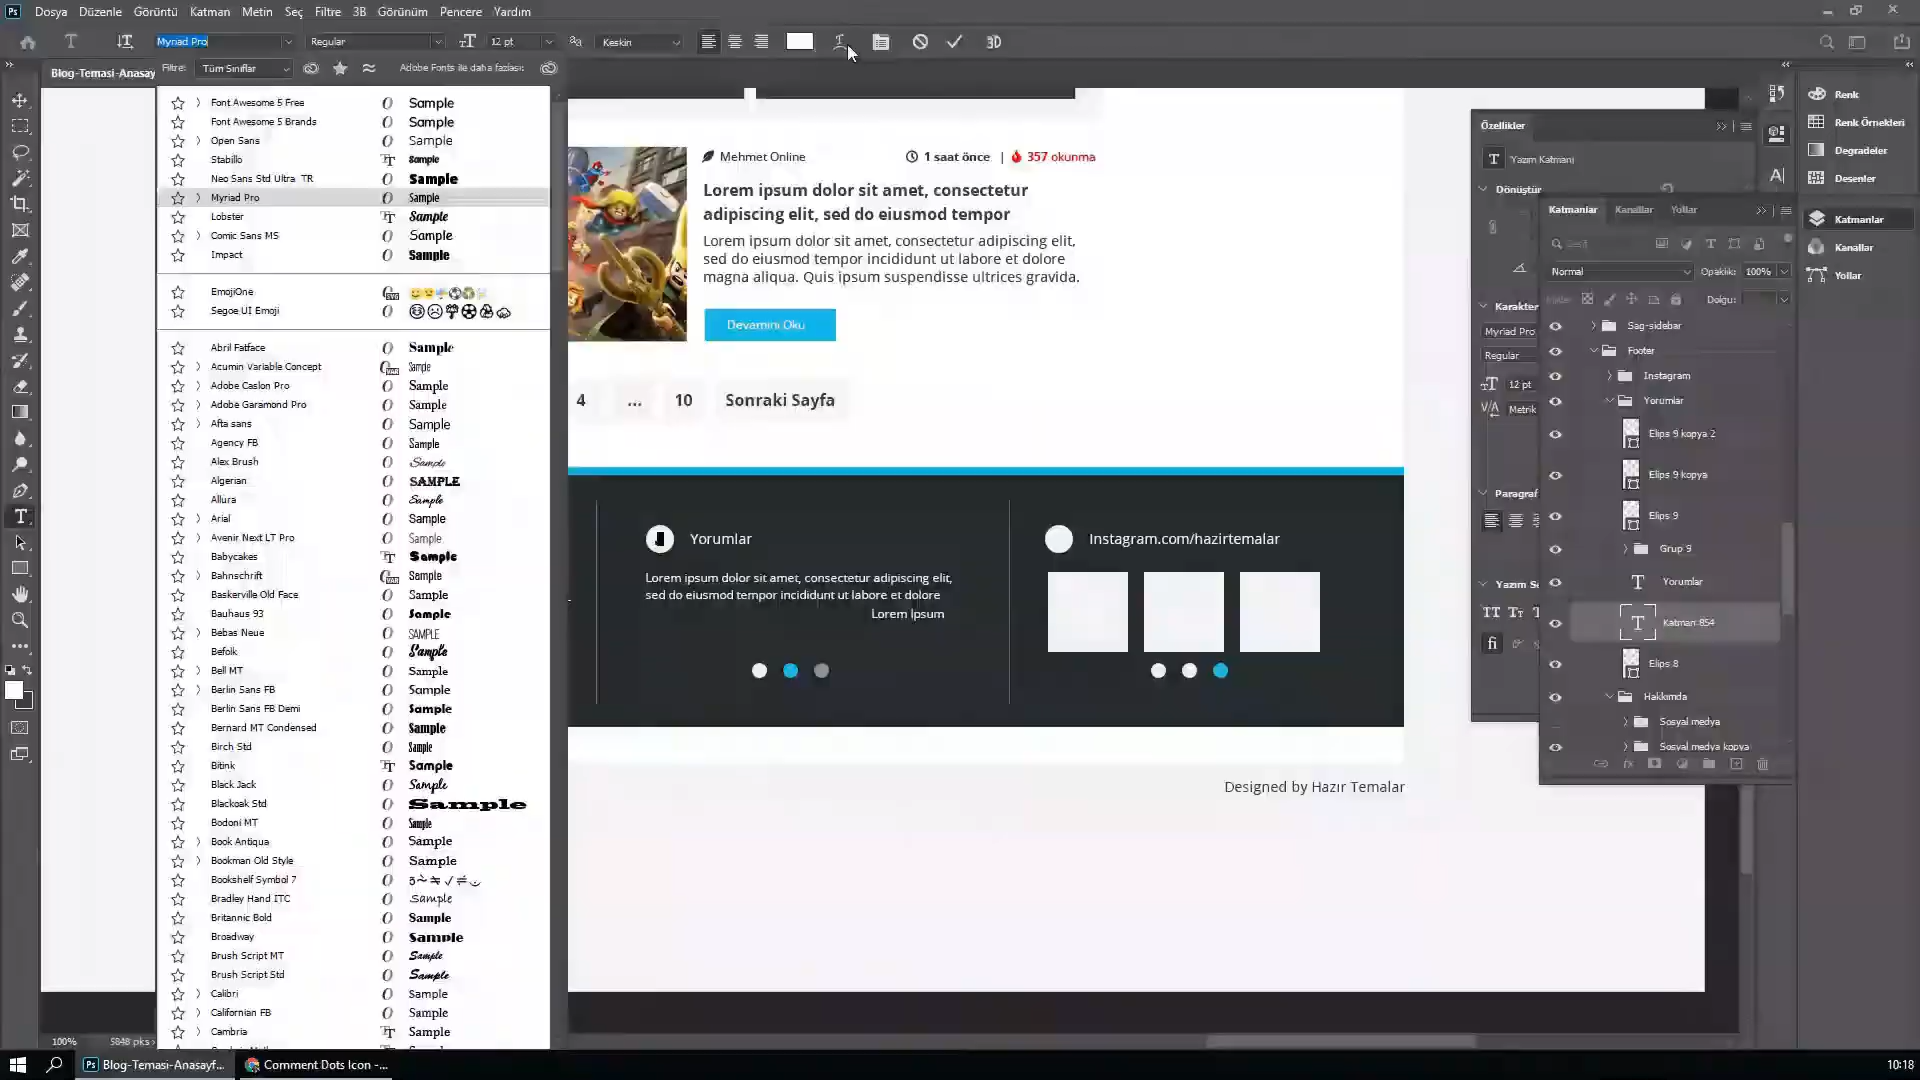 Ps Dosya Düzenle Görüntü Katman Metin Seç Filtre 3B Görünüm Pencere Yardım
Myriad Pro Regular 12 pt aa Keskin 3D
Blog-Temasi-Anasay Filtre: Tüm Sınıflar Adobe Fonts ile daha fazlası:
Font Awesome 5 Free Sample
Font Awesome 5 Brands Sample
Open Sans Sample
Stabillo Sample
Neo Sans Std Ultra TR Sample
Myriad Pro Sample
Lobster Sample
Comic Sans MS Sample
Impact Sample
EmojiOne
Segoe UI Emoji
Abril Fatface Sample
Acumin Variable Concept Sample
Adobe Caslon Pro Sample
Adobe Garamond Pro Sample
Afta sans Sample
Agency FB Sample
Alex Brush Sample
Algerian SAMPLE
Allura Sample
Arial Sample
Avenir Next LT Pro Sample
Babycakes Sample
Bahnschrift Sample
Baskerville Old Face Sample
Bauhaus 93 Sample
Bebas Neue SAMPLE
Befolk Sample
Bell MT Sample
Berlin Sans FB Sample
Berlin Sans FB Demi Sample
Bernard MT Condensed Sample
Birch Std Sample
Bitink Sample
Black Jack Sample
Blackoak Std Sample
Bodoni MT Sample
Book Antiqua Sample
Bookman Old Style Sample
Bookshelf Symbol 7
Bradley Hand ITC Sample
Britannic Bold Sample
Broadway Sample
Brush Script MT Sample
Brush Script Std Sample
Calibri Sample
Californian FB Sample
Cambria Sample
Mehmet Online 1 saat önce | 357 okunma
Lorem ipsum dolor sit amet, consectetur
adipiscing elit, sed do eiusmod tempor
Lorem ipsum dolor sit amet, consectetur adipiscing elit,
sed do eiusmod tempor incididunt ut labore et dolore
magna aliqua. Quis ipsum suspendisse ultrices gravida.
Devamını Oku
4 ... 10 Sonraki Sayfa
Yorumlar
Lorem ipsum dolor sit amet, consectetur adipiscing elit,
sed do eiusmod tempor incididunt ut labore et dolore
Lorem Ipsum
Instagram.com/hazirtemalar
Designed by Hazır Temalar
Özellikler
T Yazım Katmanı
Dönüştür
Karakter
Myriad Pro
Regular
12 pt
Metrik
Paragraf
Yazım Se
Katmanlar Kanallar Yollar
Normal Opaklık: 100%
Dolgu:
Sag-sidebar
Footer
Instagram
Yorumlar
Elips 9 kopya 2
Elips 9 kopya
Elips 9
Grup 9
Yorumlar
Katman 854
Elips 8
Hakkımda
Sosyal medya
Sosyal medya kopya
Renk
Renk Örnekleri
Degradeler
Desenler
Katmanlar
Kanallar
Yollar
100% 5848 pks
Ps Blog-Temasi-Anasayf... Comment Dots Icon -... 10:18